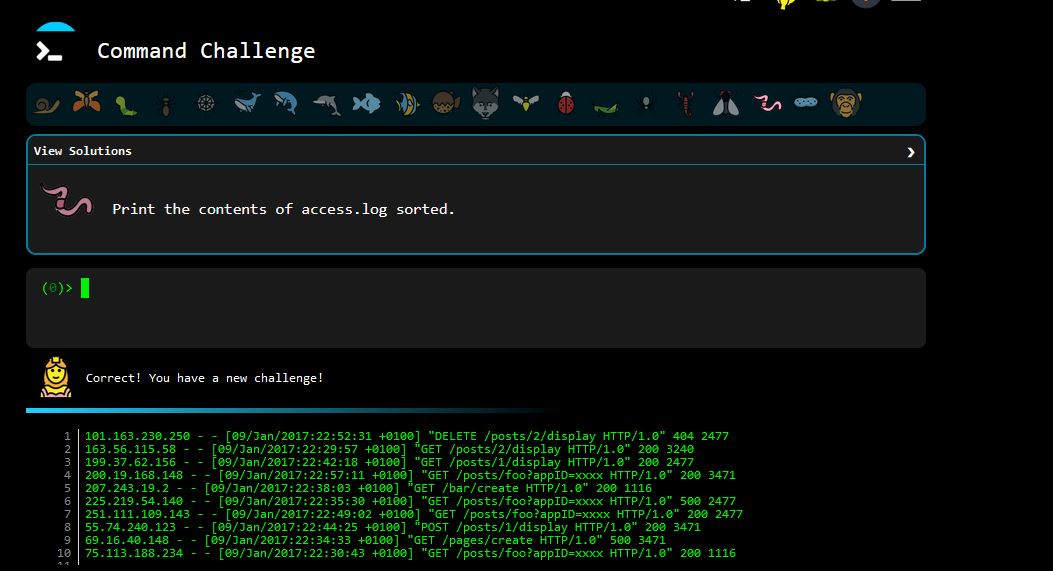 >_ Command Challenge
View Solutions ❯
Print the contents of access.log sorted.
(0)>
Correct! You have a new challenge!
1 101.163.230.250 - - [09/Jan/2017:22:52:31 +0100] "DELETE /posts/2/display HTTP/1.0" 404 2477
2 163.56.115.58 - - [09/Jan/2017:22:29:57 +0100] "GET /posts/2/display HTTP/1.0" 200 3240
3 199.37.62.156 - - [09/Jan/2017:22:42:18 +0100] "GET /posts/1/display HTTP/1.0" 200 2477
4 200.19.168.148 - - [09/Jan/2017:22:57:11 +0100] "GET /posts/foo?appID=xxxx HTTP/1.0" 200 3471
5 207.243.19.2 - - [09/Jan/2017:22:38:03 +0100] "GET /bar/create HTTP/1.0" 200 1116
6 225.219.54.140 - - [09/Jan/2017:22:35:30 +0100] "GET /posts/foo?appID=xxxx HTTP/1.0" 500 2477
7 251.111.109.143 - - [09/Jan/2017:22:49:02 +0100] "GET /posts/foo?appID=xxxx HTTP/1.0" 200 2477
8 55.74.240.123 - - [09/Jan/2017:22:44:25 +0100] "POST /posts/1/display HTTP/1.0" 200 3471
9 69.16.40.148 - - [09/Jan/2017:22:34:33 +0100] "GET /pages/create HTTP/1.0" 500 3471
10 75.113.188.234 - - [09/Jan/2017:22:30:43 +0100] "GET /posts/foo?appID=xxxx HTTP/1.0" 200 1116